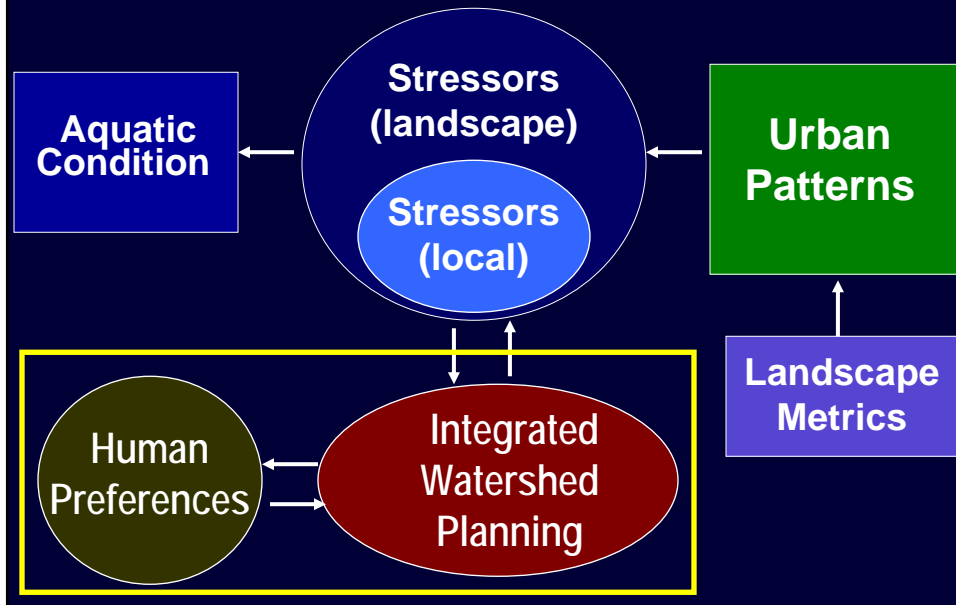 Aquatic
Condition
Stressors
(landscape)
Stressors
(local)
Urban
Patterns
Landscape
Metrics
Human
Preferences
Integrated
Watershed
Planning